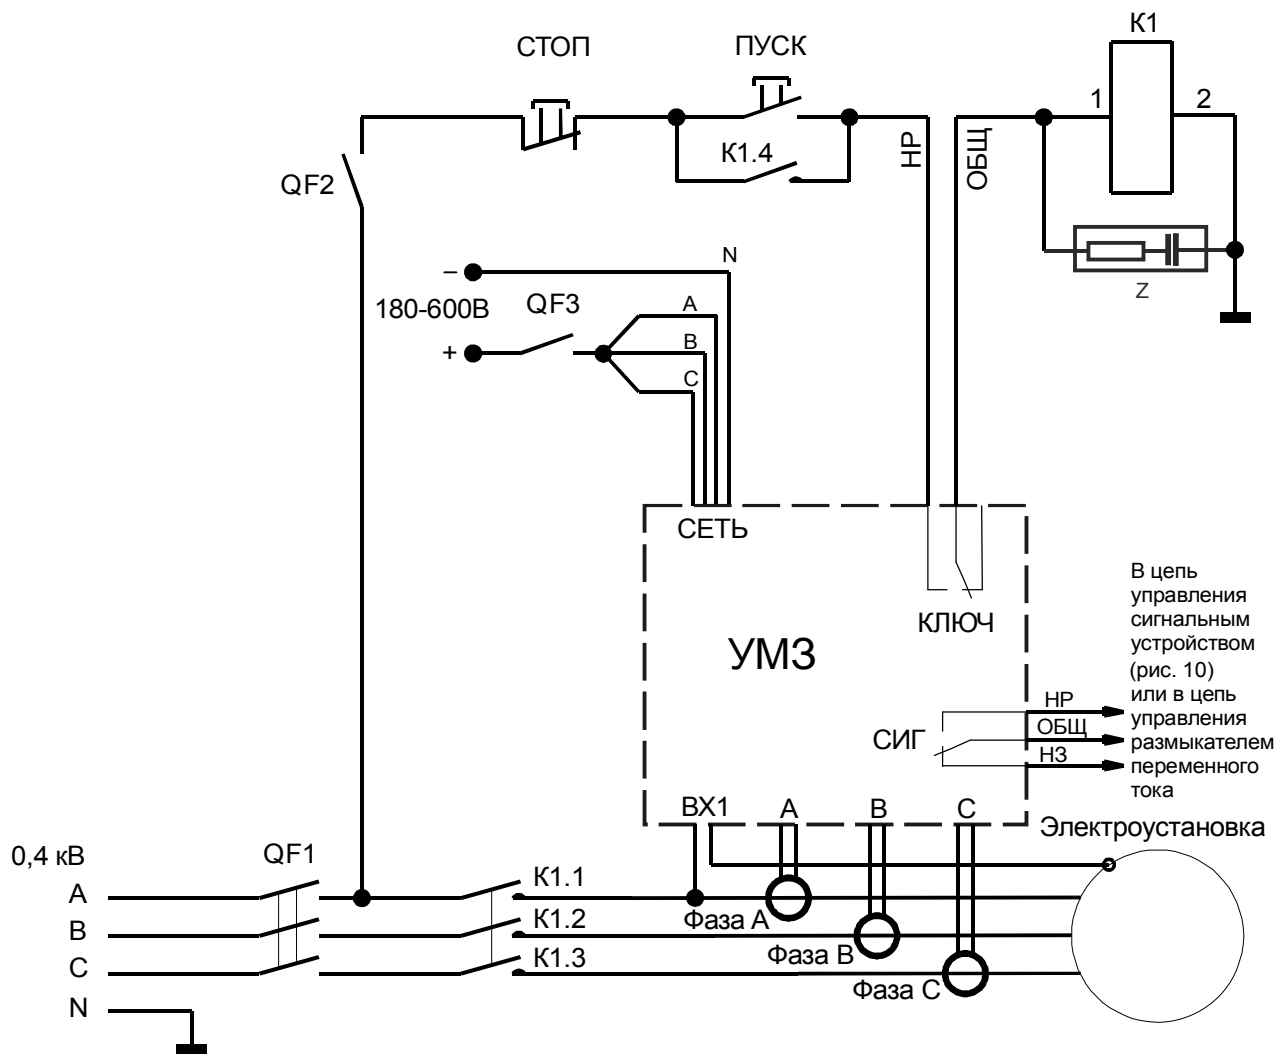 К1
СТОП
ПУСК
1
2
К1.4
НР
ОБЩ
QF2
N
–
180-600В
QF3
A
+
B
C
Z
СЕТЬ
КЛЮЧ
УМЗ
В цепь
управления
сигнальным
устройством
(рис. 10)
или в цепь
управления
размыкателем
переменного
тока
НР
СИГ
ОБЩ
НЗ
ВХ1
А
В
С
Электроустановка
0,4 кВ
QF1
К1.1
А
Фаза А
К1.2
В
Фаза В
К1.3
С
Фаза С
N